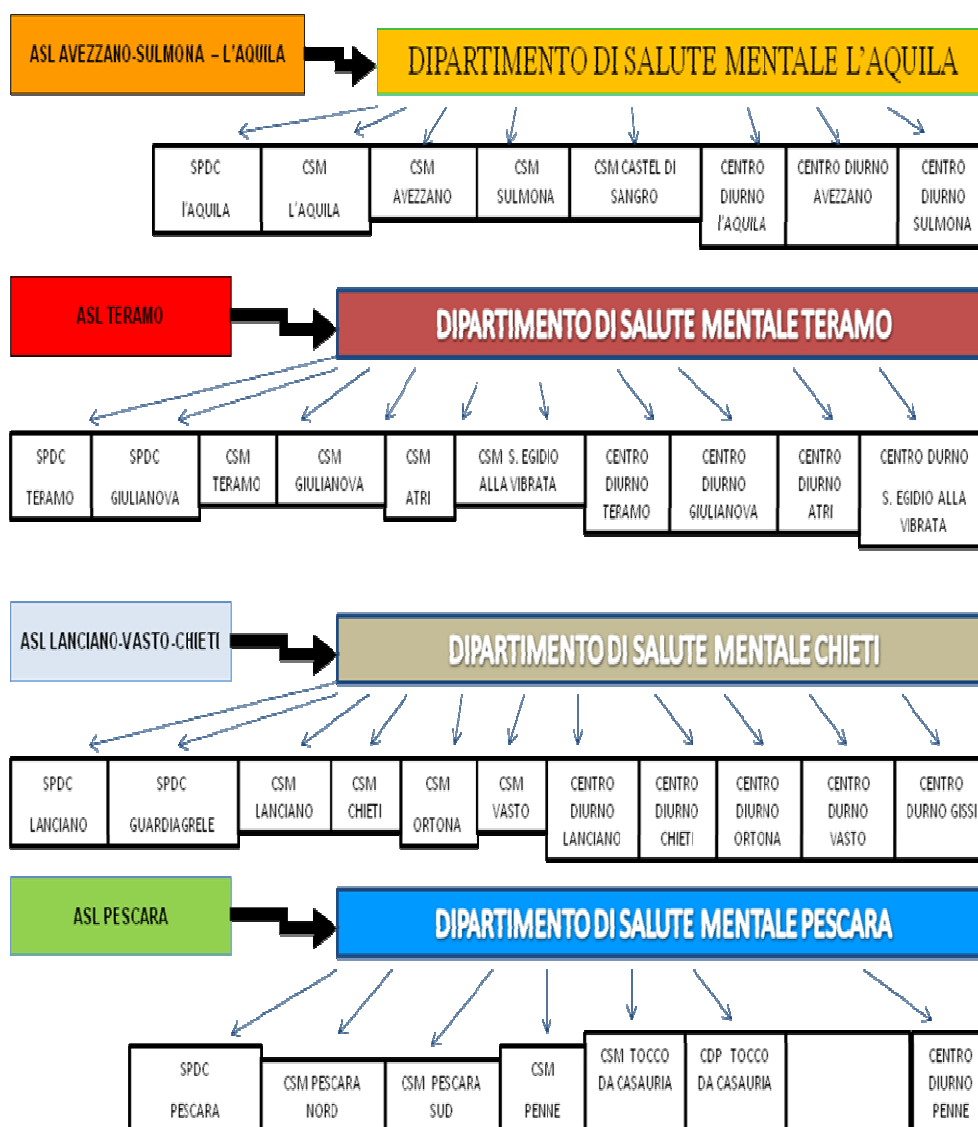 ASL AVEZZANO-SULMONA – L'AQUILA
DIPARTIMENTO DI SALUTE MENTALE L'AQUILA
SPDC
l'AQUILA
CSM
L'AQUILA
CSM
AVEZZANO
CSM
SULMONA
CSM CASTEL DI
SANGRO
CENTRO
DIURNO
l'AQUILA
CENTRO DIURNO
AVEZZANO
CENTRO
DIURNO
SULMONA
ASL TERAMO
DIPARTIMENTO DI SALUTE MENTALE TERAMO
SPDC
TERAMO
SPDC
GIULIANOVA
CSM
TERAMO
CSM
GIULIANOVA
CSM
ATRI
CSM S. EGIDIO
ALLA VIBRATA
CENTRO
DIURNO
TERAMO
CENTRO
DIURNO
GIULIANOVA
CENTRO
DIURNO
ATRI
CENTRO DURNO
S. EGIDIO ALLA
VIBRATA
ASL LANCIANO-VASTO-CHIETI
DIPARTIMENTO DI SALUTE MENTALE CHIETI
SPDC
LANCIANO
SPDC
GUARDIAGRELE
CSM
LANCIANO
CSM
CHIETI
CSM
ORTONA
CSM
VASTO
CENTRO
DIURNO
LANCIANO
CENTRO
DIURNO
CHIETI
CENTRO
DIURNO
ORTONA
CENTRO
DURNO
VASTO
CENTRO
DURNO GISSI
ASL PESCARA
DIPARTIMENTO DI SALUTE MENTALE PESCARA
SPDC
PESCARA
CSM PESCARA
NORD
CSM PESCARA
SUD
CSM
PENNE
CSM TOCCO
DA CASAURIA
CDP TOCCO
DA CASAURIA
CENTRO
DIURNO
PENNE